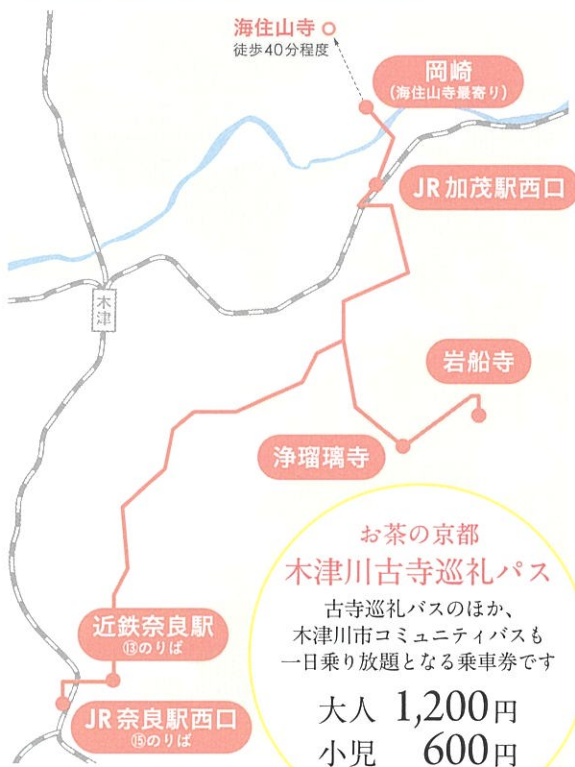 海住山寺
徒歩40分程度
岡崎
(海住山寺最寄り)
JR加茂駅西口
木津
岩船寺
浄瑠璃寺
お茶の京都
木津川古寺巡礼パス
古寺巡礼バスのほか、
木津川市コミュニティバスも
一日乗り放題となる乗車券です
大人 1,200円
小児 600円
近鉄奈良駅
⑬のりば
JR奈良駅西口
⑮のりば